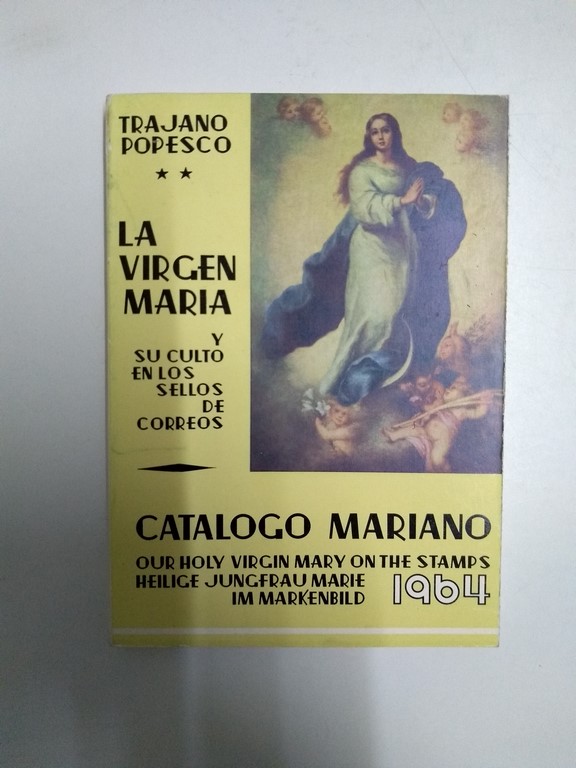 TRAJANO
POPESCO
★ ★
LA
VIRGEN
MARIA
Y
SU CULTO
EN LOS
SELLOS
DE
CORREOS
CATALOGO MARIANO
OUR HOLY VIRGIN MARY ON THE STAMPS
HEILIGE JUNGFRAU MARIE
IM MARKENBILD
1964